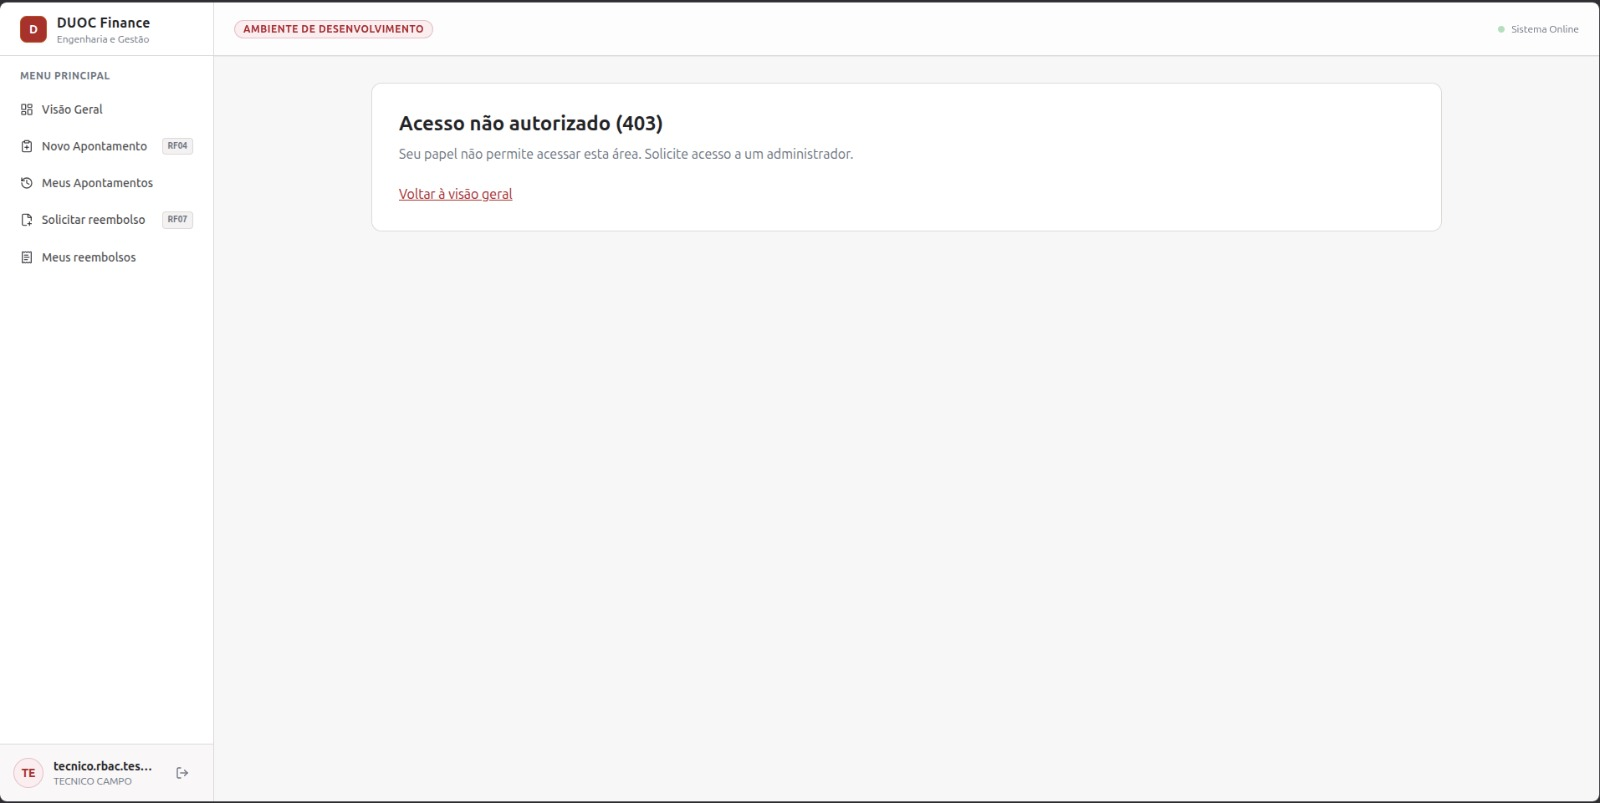 D
DUOC Finance
Engenharia e Gestão
AMBIENTE DE DESENVOLVIMENTO
Sistema Online
MENU PRINCIPAL
Visão Geral
Novo Apontamento RF04
Meus Apontamentos
Solicitar reembolso RF07
Meus reembolsos
Acesso não autorizado (403)
Seu papel não permite acessar esta área. Solicite acesso a um administrador.
Voltar à visão geral
TE
tecnico.rbac.tes...
TECNICO CAMPO